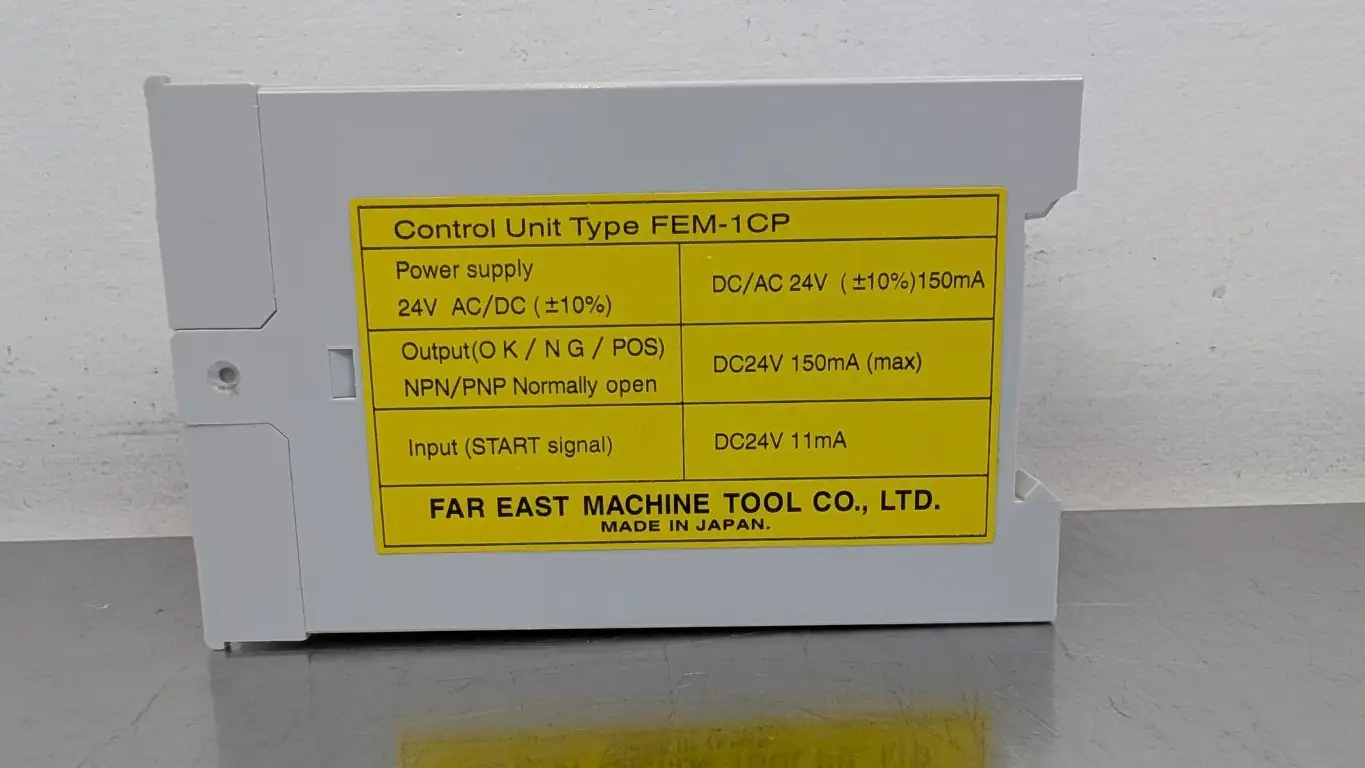 Control Unit Type FEM-1CP
Power supply
24V AC/DC (±10%)
DC/AC 24V (±10%)150mA
Output(O K / N G / POS)
NPN/PNP Normally open
DC24V 150mA (max)
Input (START signal)
DC24V 11mA
FAR EAST MACHINE TOOL CO., LTD.
MADE IN JAPAN.